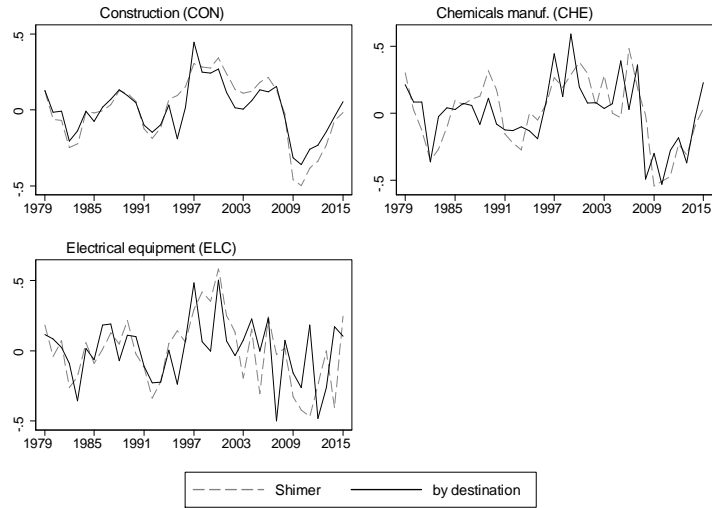 Construction (CON)
.5
0
-.5
1979 1985 1991 1997 2003 2009 2015
Chemicals manuf. (CHE)
.5
0
-.5
1979 1985 1991 1997 2003 2009 2015
Electrical equipment (ELC)
.5
0
-.5
1979 1985 1991 1997 2003 2009 2015
Shimer by destination